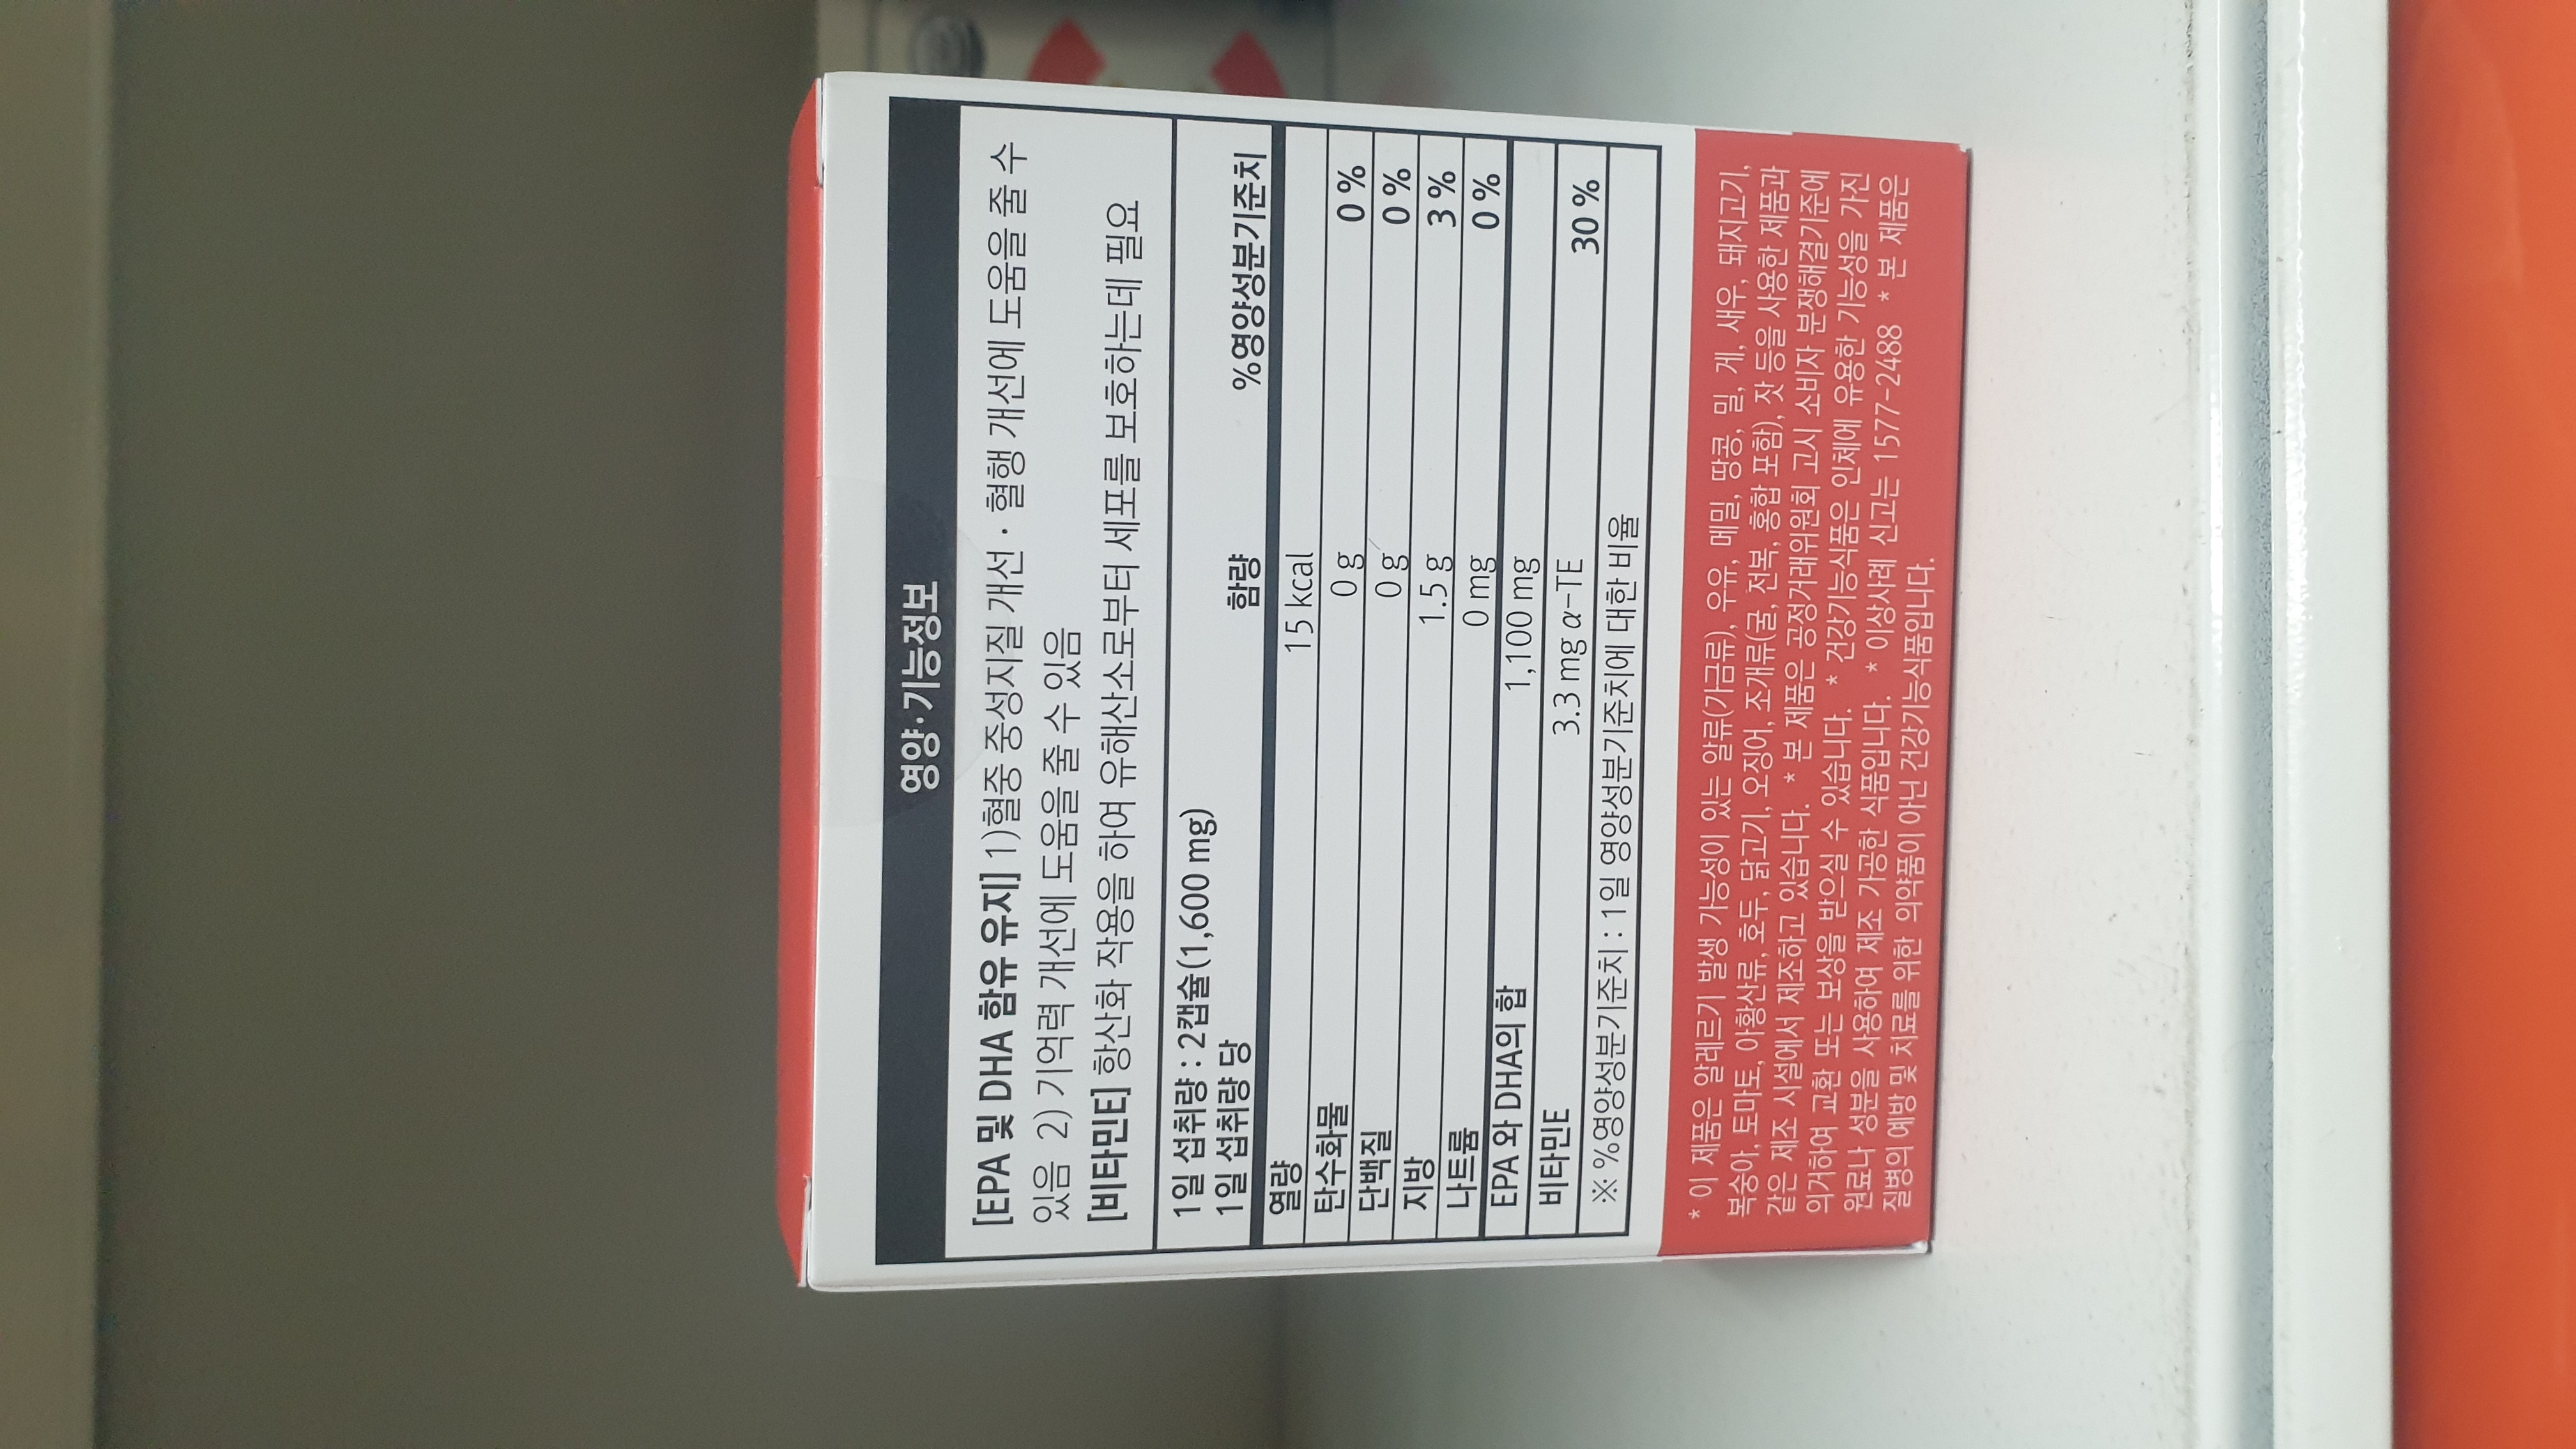 영양·기능정보
[EPA 및 DHA 함유 유지] 1)혈중 중성지질 개선 · 혈행 개선에 도움을 줄 수
있음 2) 기억력 개선에 도움을 줄 수 있음
[비타민E] 항산화 작용을 하여 유해산소로부터 세포를 보호하는데 필요
1일 섭취량 : 2캡슐(1,600 mg)
1일 섭취량 당 함량 %영양성분기준치
열량 15 kcal
탄수화물 0 g 0 %
단백질 0 g 0 %
지방 1.5 g 3 %
나트륨 0 mg 0 %
EPA 와 DHA의 합 1,100 mg
비타민E 3.3 mg α-TE 30 %
※ %영양성분기준치 : 1일 영양성분기준치에 대한 비율
* 이 제품은 알레르기 발생 가능성이 있는 알류(가금류), 우유, 메밀, 땅콩, 밀, 게, 새우, 돼지고기,
복숭아, 토마토, 아황산류, 호두, 닭고기, 오징어, 조개류(굴, 전복, 홍합 포함), 잣 등을 사용한 제품과
같은 제조 시설에서 제조하고 있습니다. * 본 제품은 공정거래위원회 고시 소비자 분쟁해결기준에
의거하여 교환 또는 보상을 받으실 수 있습니다. * 건강기능식품은 인체에 유용한 기능성을 가진
원료나 성분을 사용하여 제조 가공한 식품입니다. * 이상사례 신고는 1577-2488 * 본 제품은
질병의 예방 및 치료를 위한 의약품이 아닌 건강기능식품입니다.